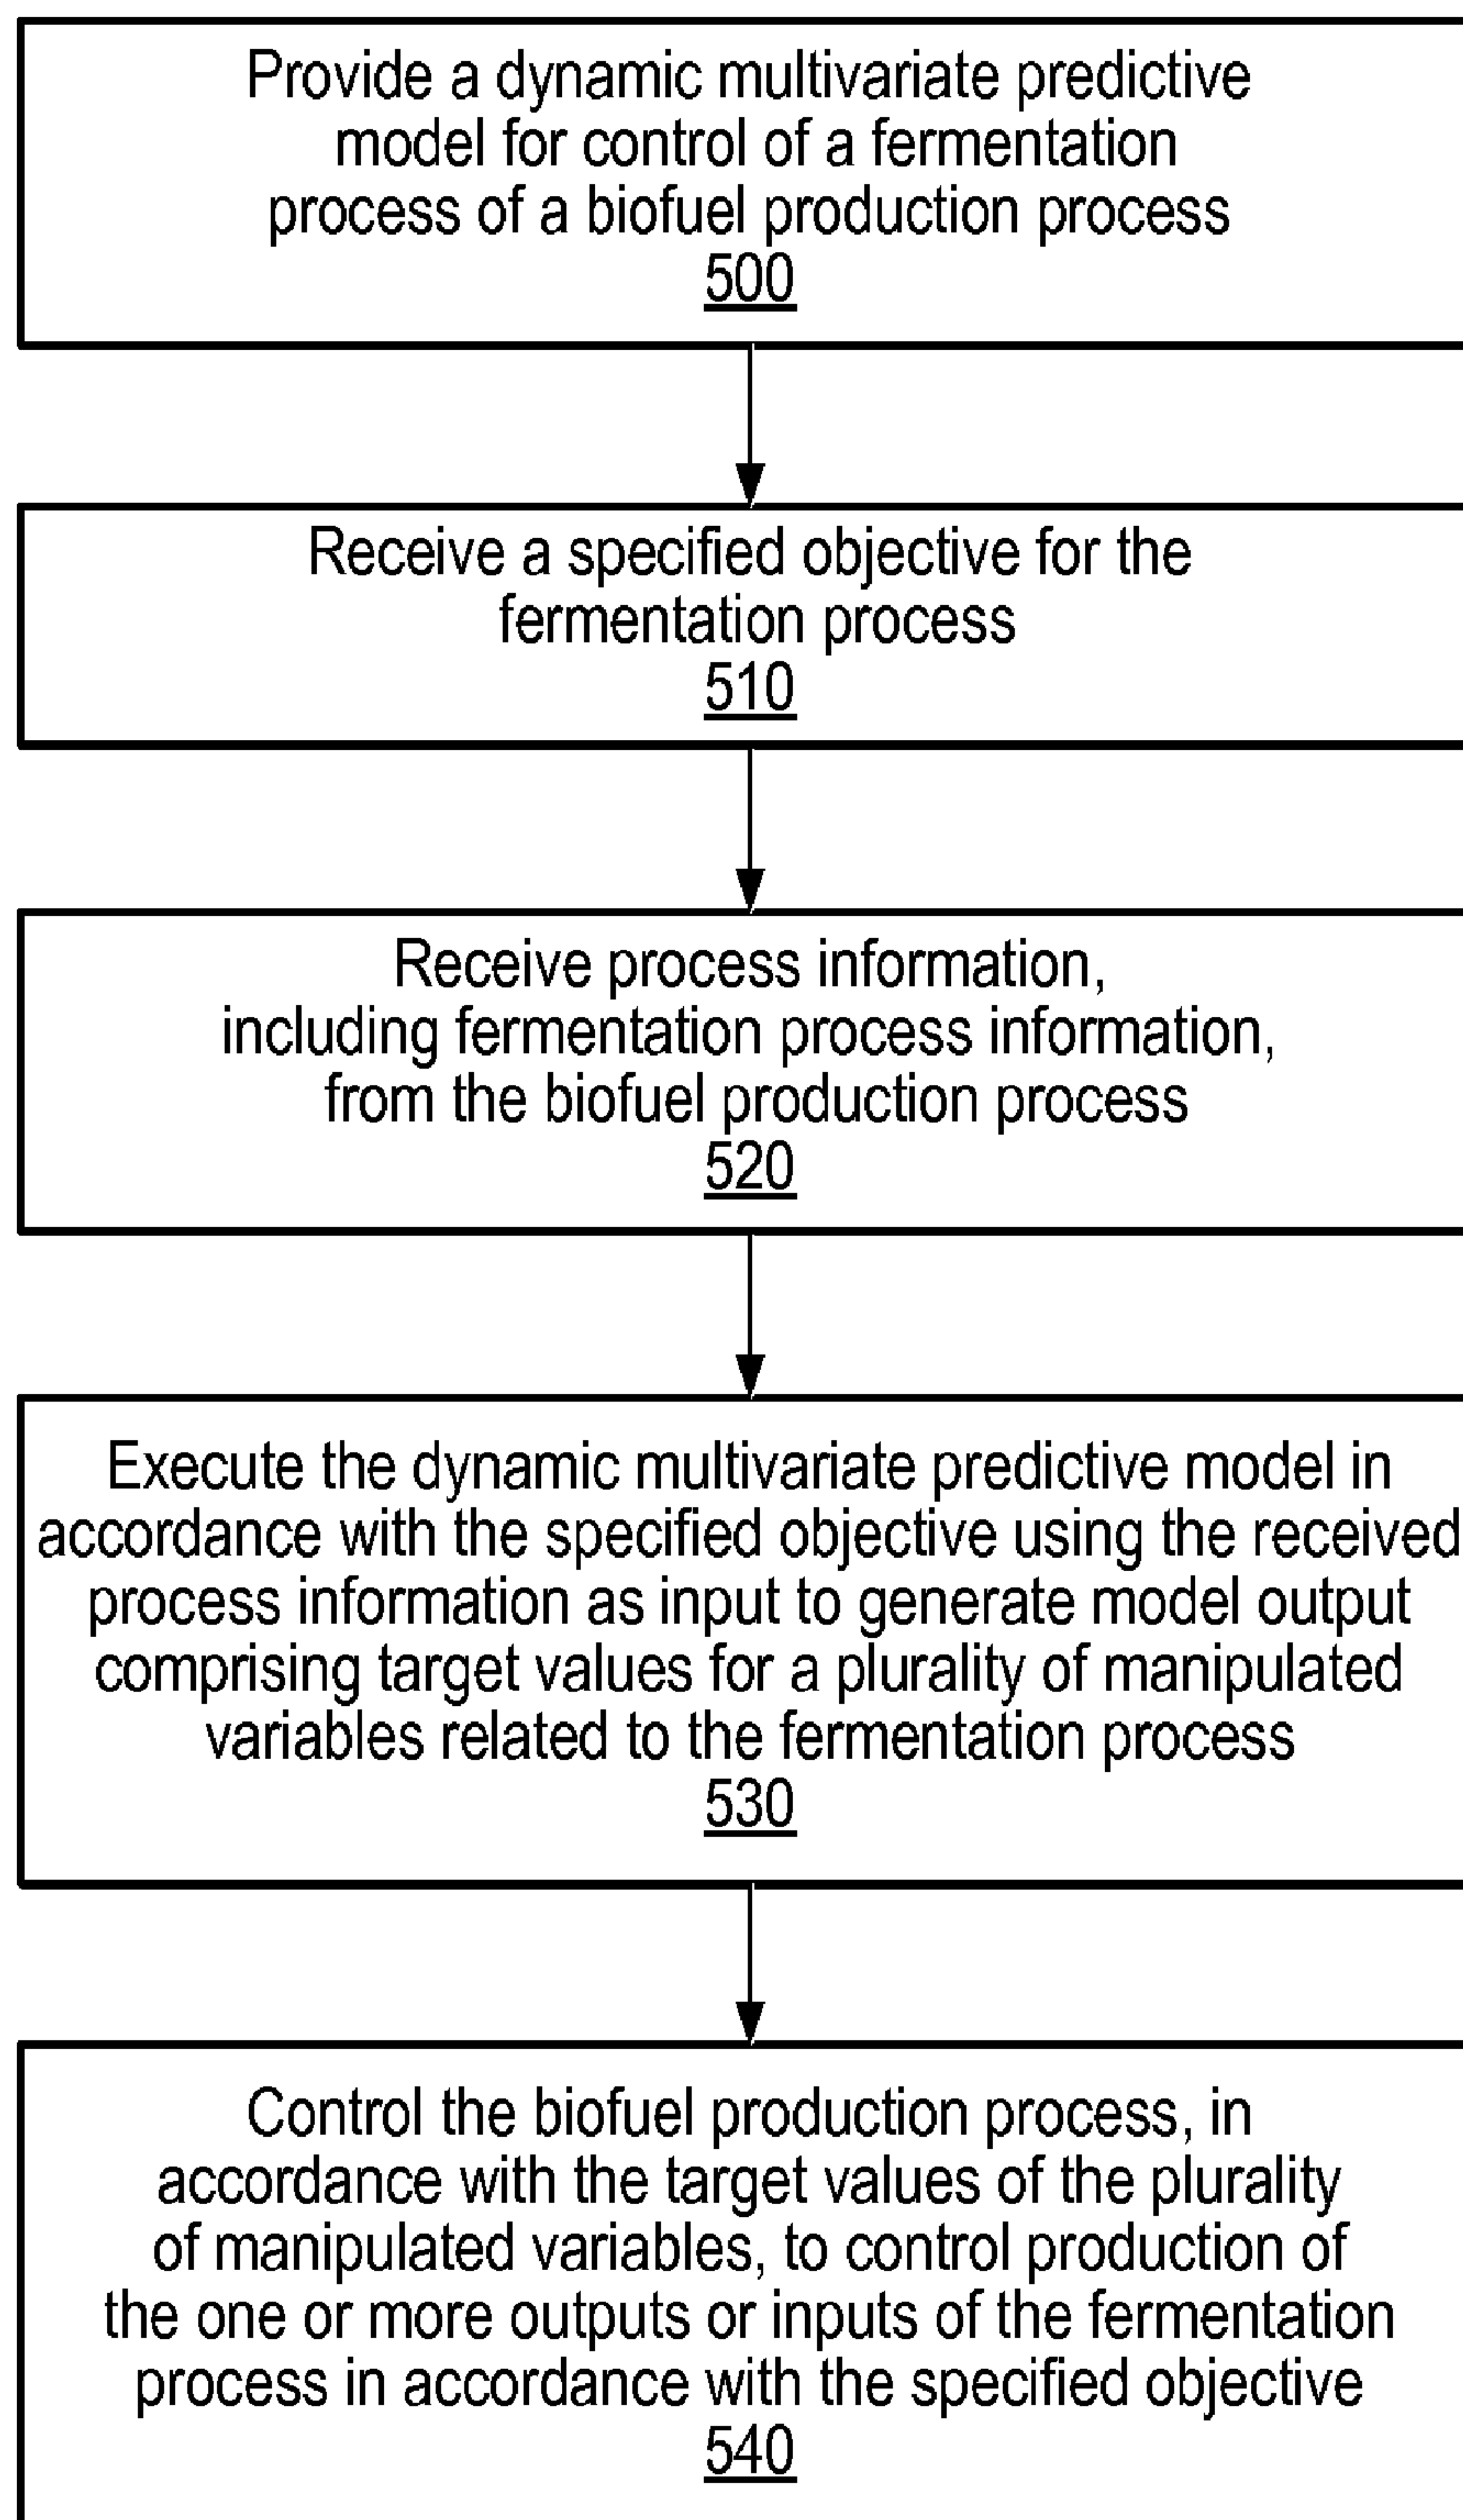 Provide a dynamic multivariate predictive
model for control of a fermentation
process of a biofuel production process
500
Receive a specified objective for the
fermentation process
510
Receive process information,
including fermentation process information,
from the biofuel production process
520
Execute the dynamic multivariate predictive model in
accordance with the specified objective using the received
process information as input to generate model output
comprising target values for a plurality of manipulated
variables related to the fermentation process
530
Control the biofuel production process, in
accordance with the target values of the plurality
of manipulated variables, to control production of
the one or more outputs or inputs of the fermentation
process in accordance with the specified objective
540